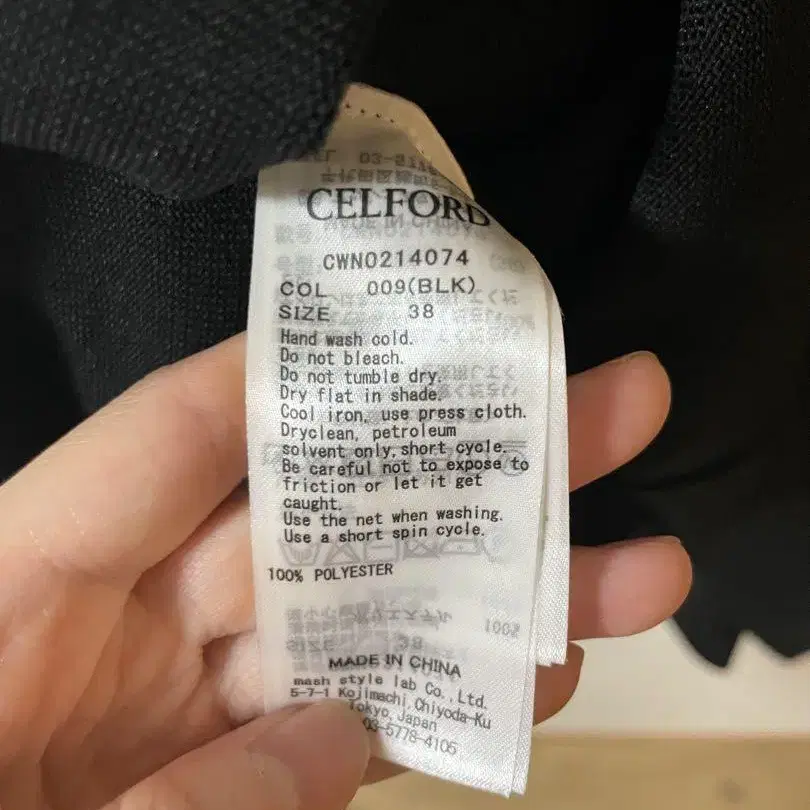 CELFORD
CWNO214074
COL 009(BLK)
SIZE 38
Hand wash cold.
Do not bleach.
Do not tumble dry.
Dry flat in shade.
Cool iron, use press cloth.
Dryclean, petroleum
solvent only, short cycle.
Be careful not to expose to
friction or let it get
caught.
Use the net when washing.
Use a short spin cycle.
100% POLYESTER
MADE IN CHINA
mash style lab Co., Ltd.
5-7-1 Kojimachi, Chiyoda-Ku
Tokyo, Japan
03-5778-4105